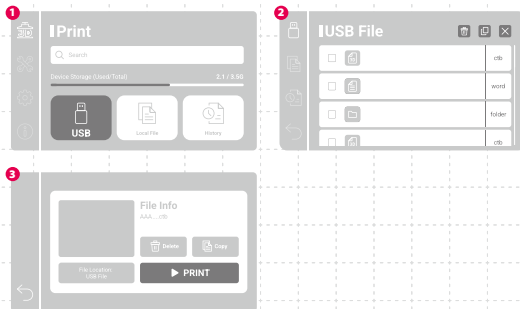 1
3D
Print
Search
Device Storage (Used/Total)
2.1 / 3.5G
USB
Local File
History
2
USB File
ctb
word
folder
ctb
3
File Info
AAA....ctb
Delete
Copy
File Location
USB File
PRINT